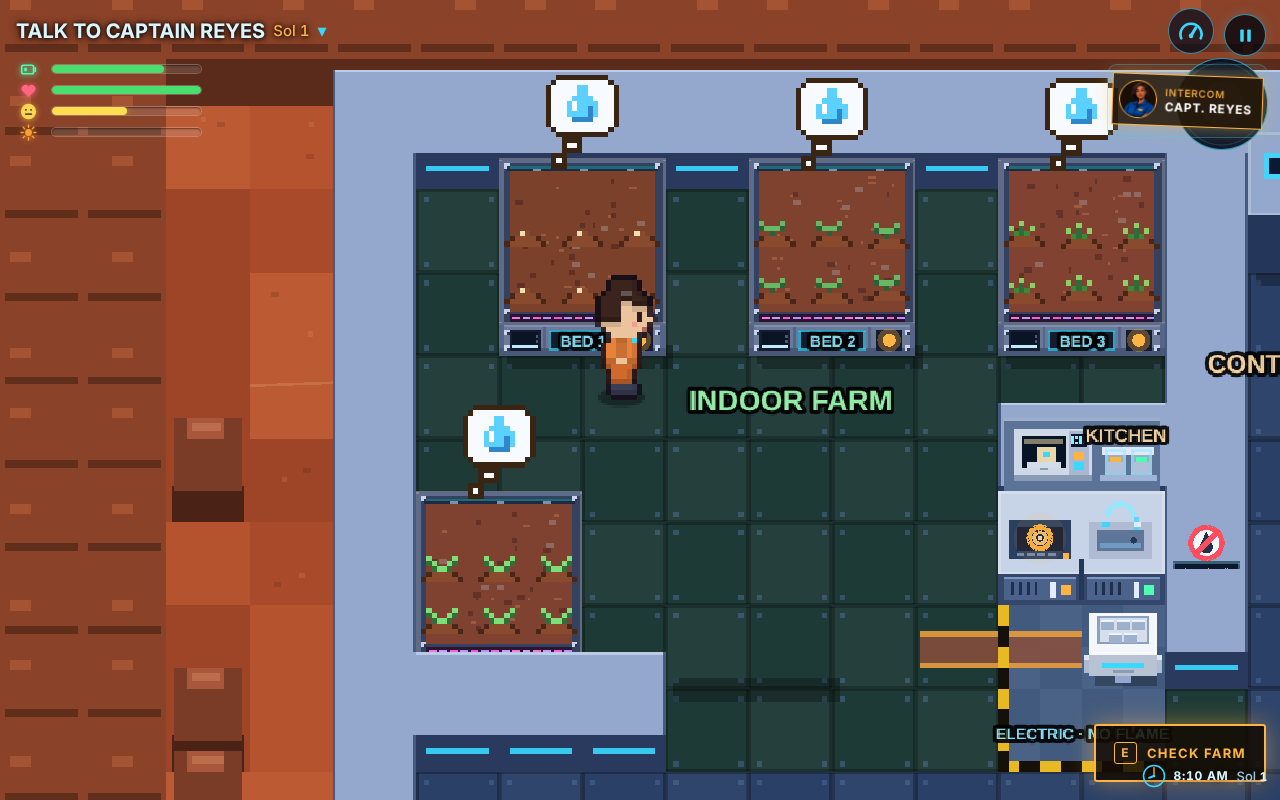 TALK TO CAPTAIN REYES Sol 1 ▼
INTERCOM
CAPT. REYES
BED 1
BED 2
BED 3
CONT
INDOOR FARM
KITCHEN
ELECTRIC · NO FLAME
E CHECK FARM
8:10 AM Sol 1